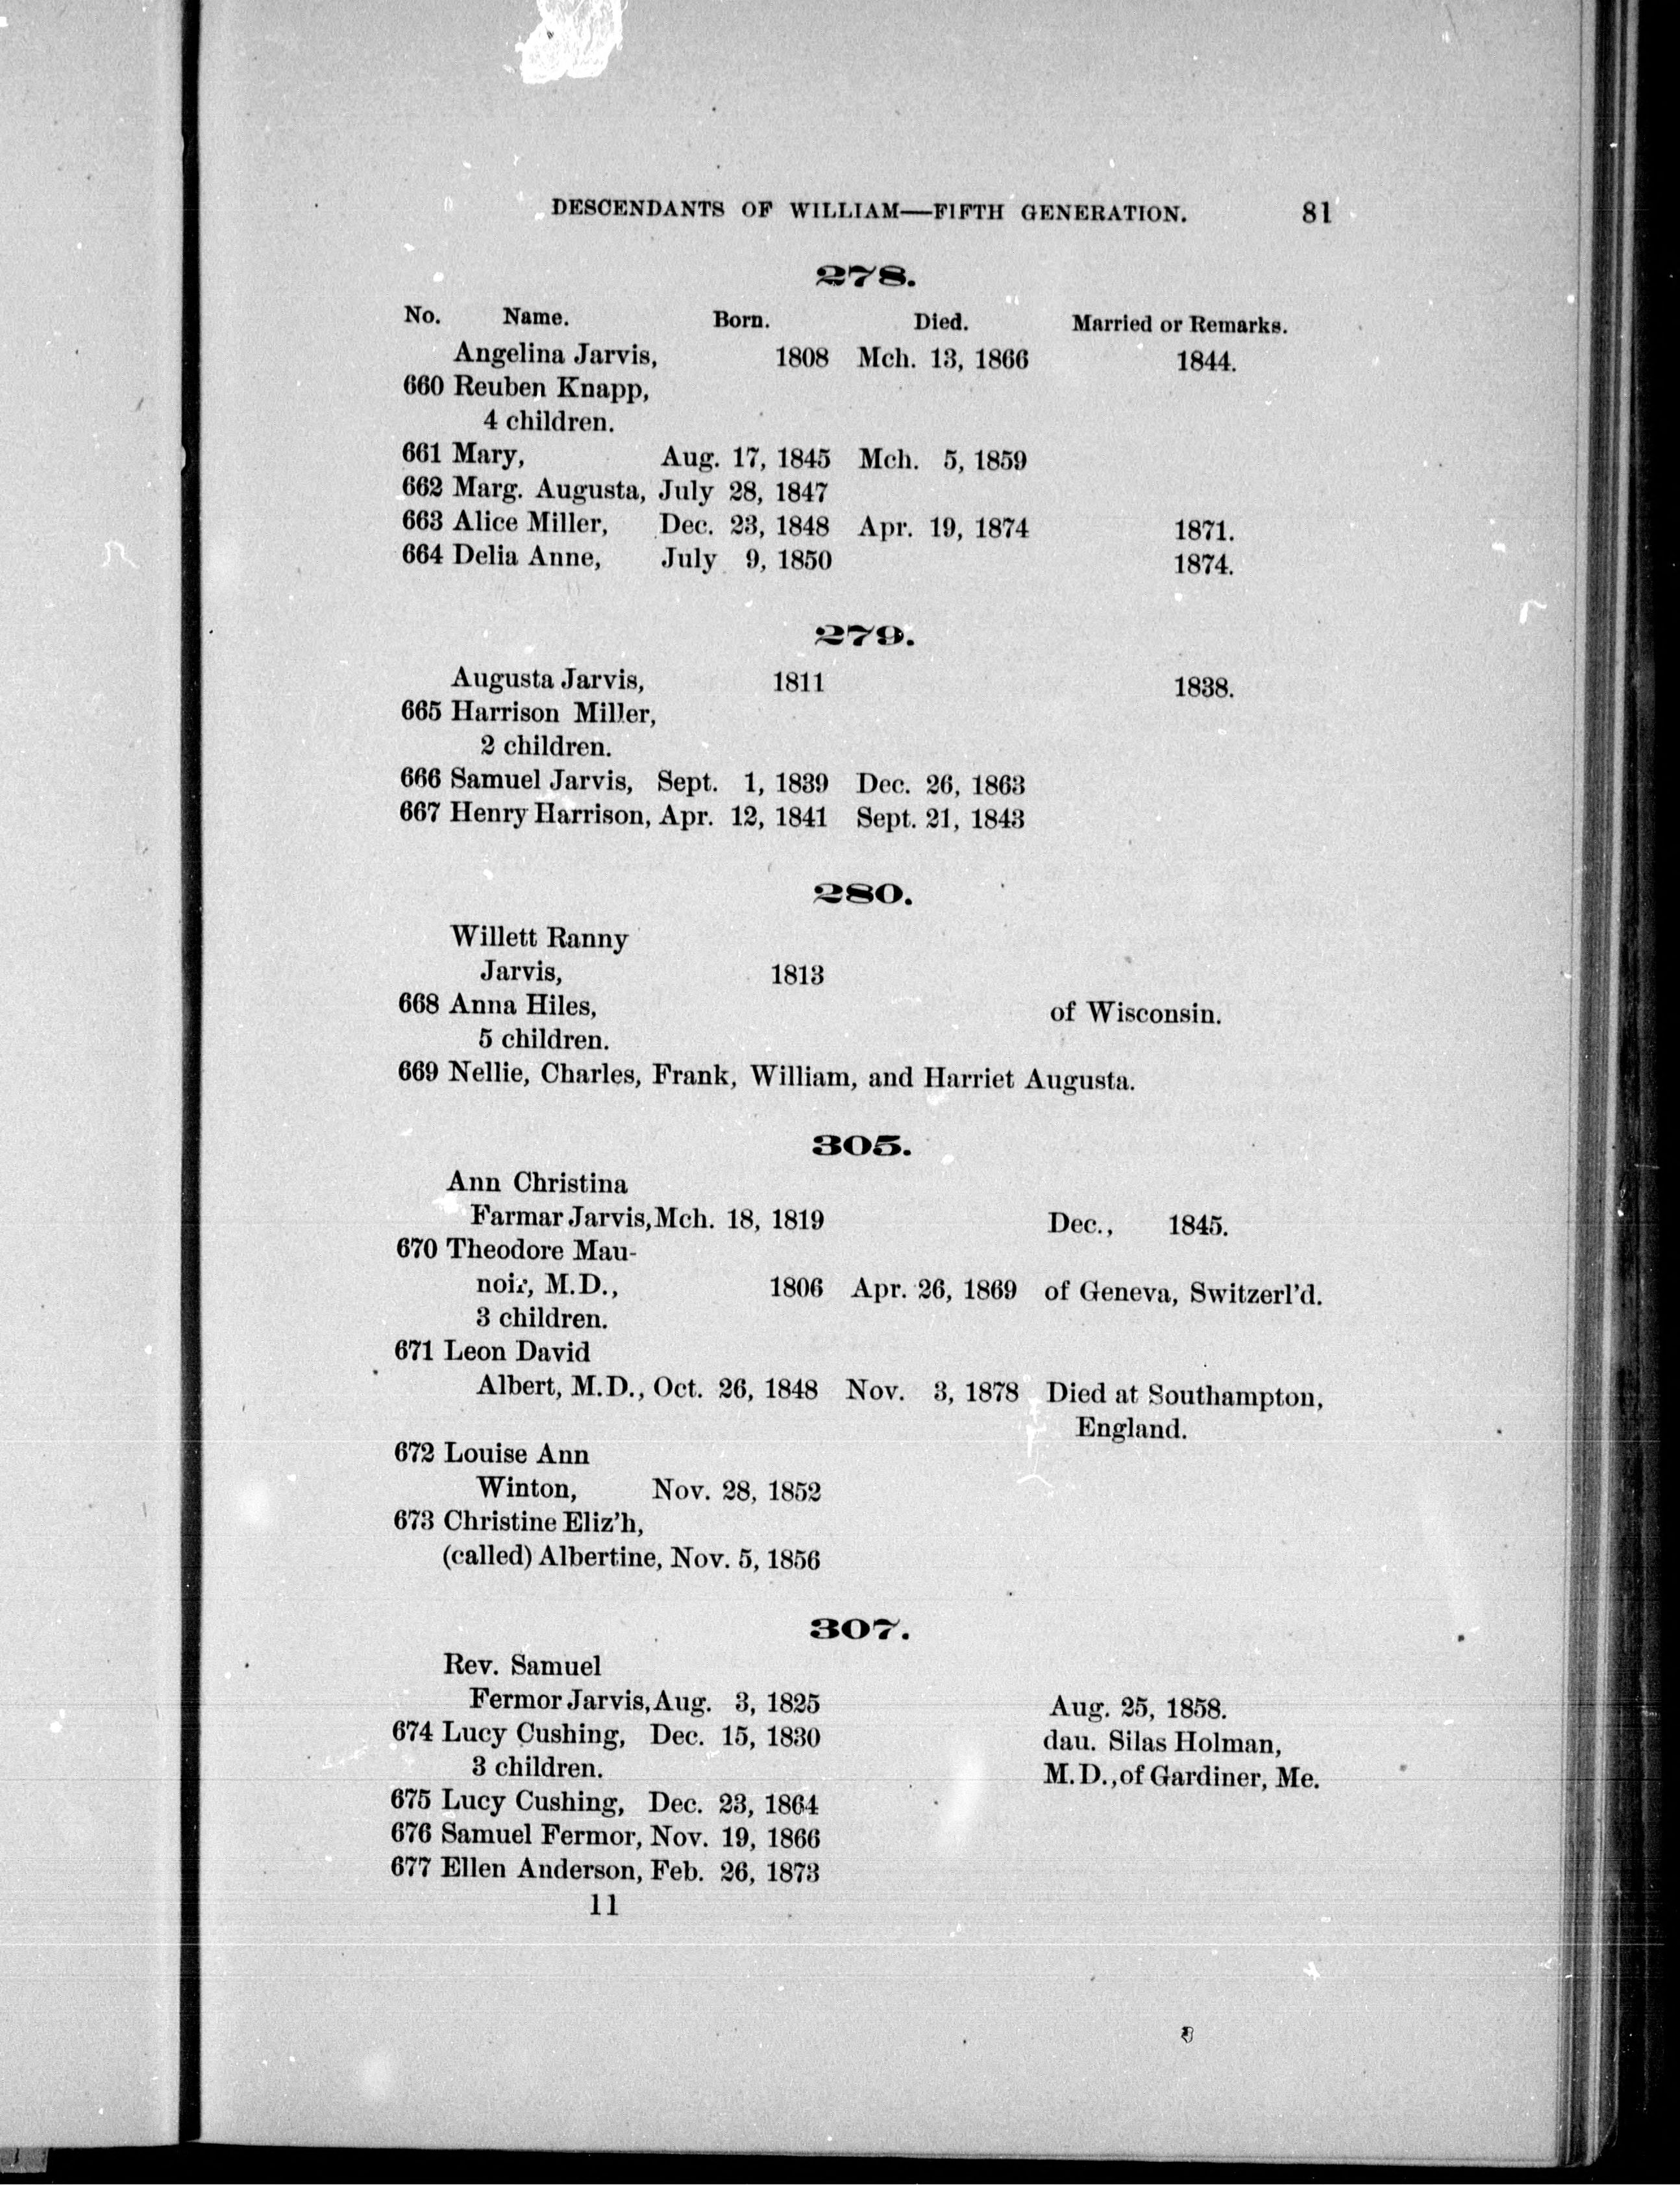 DESCENDANTS OF WILLIAM—FIFTH GENERATION. 81
278.
No. Name. Born. Died. Married or Remarks.
Angelina Jarvis, 1808 Mch. 13, 1866 1844.
660 Reuben Knapp,
4 children.
661 Mary, Aug. 17, 1845 Mch. 5, 1859
662 Marg. Augusta, July 28, 1847
663 Alice Miller, Dec. 23, 1848 Apr. 19, 1874 1871.
664 Delia Anne, July 9, 1850 1874.
279.
Augusta Jarvis, 1811 1838.
665 Harrison Miller,
2 children.
666 Samuel Jarvis, Sept. 1, 1839 Dec. 26, 1863
667 Henry Harrison, Apr. 12, 1841 Sept. 21, 1843
280.
Willett Ranny
Jarvis, 1813
668 Anna Hiles, of Wisconsin.
5 children.
669 Nellie, Charles, Frank, William, and Harriet Augusta.
305.
Ann Christina
Farmar Jarvis, Mch. 18, 1819 Dec., 1845.
670 Theodore Mau-
noir, M.D., 1806 Apr. 26, 1869 of Geneva, Switzerl'd.
3 children.
671 Leon David
Albert, M.D., Oct. 26, 1848 Nov. 3, 1878 Died at Southampton,
England.
672 Louise Ann
Winton, Nov. 28, 1852
673 Christine Eliz'h,
(called) Albertine, Nov. 5, 1856
307.
Rev. Samuel
Fermor Jarvis, Aug. 3, 1825 Aug. 25, 1858.
674 Lucy Cushing, Dec. 15, 1830 dau. Silas Holman,
3 children. M.D., of Gardiner, Me.
675 Lucy Cushing, Dec. 23, 1864
676 Samuel Fermor, Nov. 19, 1866
677 Ellen Anderson, Feb. 26, 1873
11